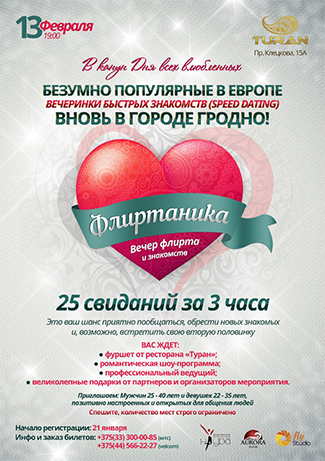 13 Февраля
19:00
TURAN
Пр. Клецкова, 15А
В канун Дня всех влюбленных
БЕЗУМНО ПОПУЛЯРНЫЕ В ЕВРОПЕ
ВЕЧЕРИНКИ БЫСТРЫХ ЗНАКОМСТВ (SPEED DATING)
ВНОВЬ В ГОРОДЕ ГРОДНО!
Флиртаника
Вечер флирта
и знакомств
25 свиданий за 3 часа
Это ваш шанс приятно пообщаться, обрести новых знакомых
и, возможно, встретить свою вторую половинку
ВАС ЖДЕТ:
• фуршет от ресторана «Туран»;
• романтическая шоу-программа;
• профессиональный ведущий;
• великолепные подарки от партнеров и организаторов мероприятия.
Приглашаем: Мужчин 25 - 40 лет и девушек 22 - 35 лет,
позитивно настроенных и открытых для общения людей
Спешите, количество мест строго ограничено
Начало регистрации: 21 января
Инфо и заказ билетов: +375(33) 300-00-85 (мтс)
+375(44) 566-22-27 (velcom)
AURORA
fly
Studio